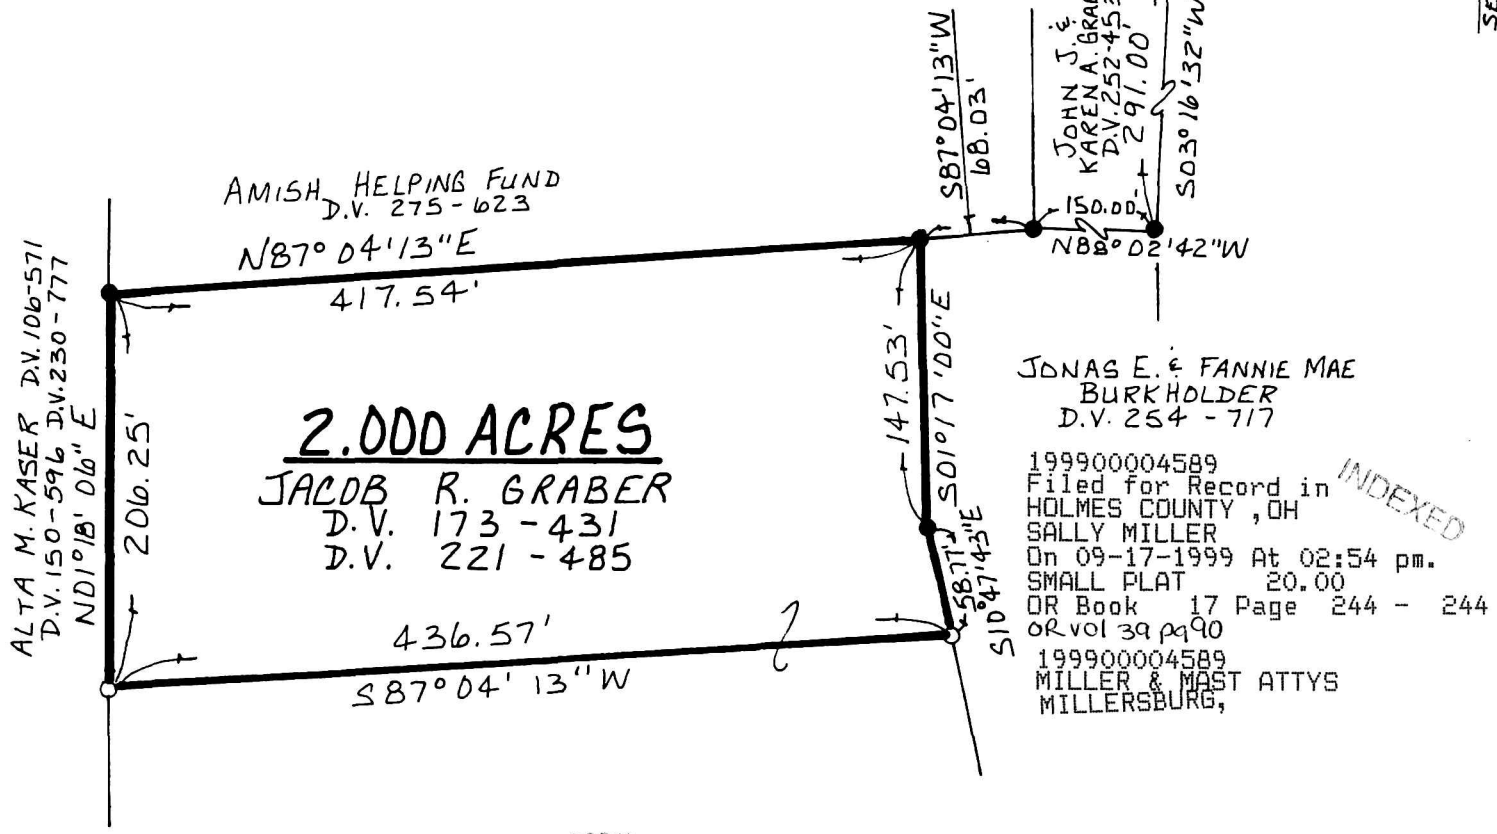 S87°04'13"W
68.03'
JOHN J. &
KAREN A.
D.V. 252-453
291.00'
S03°16'32"W
SE
AMISH HELPING FUND
D.V. 275-623
N87°04'13"E
417.54'
150.00'
N88°02'42"W
ALTA M. KASER D.V. 106-571
D.V. 150-596 D.V. 230-777
N01°18'06"E
206.25'
147.53'
S01°17'00"E
2.000 ACRES
JACOB R. GRABER
D.V. 173-431
D.V. 221-485
58.77'
S10°47'43"E
436.57'
S87°04'13"W
JONAS E. & FANNIE MAE
BURKHOLDER
D.V. 254-717
199900004589
Filed for Record in
HOLMES COUNTY ,OH
SALLY MILLER
On 09-17-1999 At 02:54 pm.
SMALL PLAT 20.00
OR Book 17 Page 244 - 244
OR vol 39 pg 90
199900004589
MILLER & MAST ATTYS
MILLERSBURG,
INDEXED